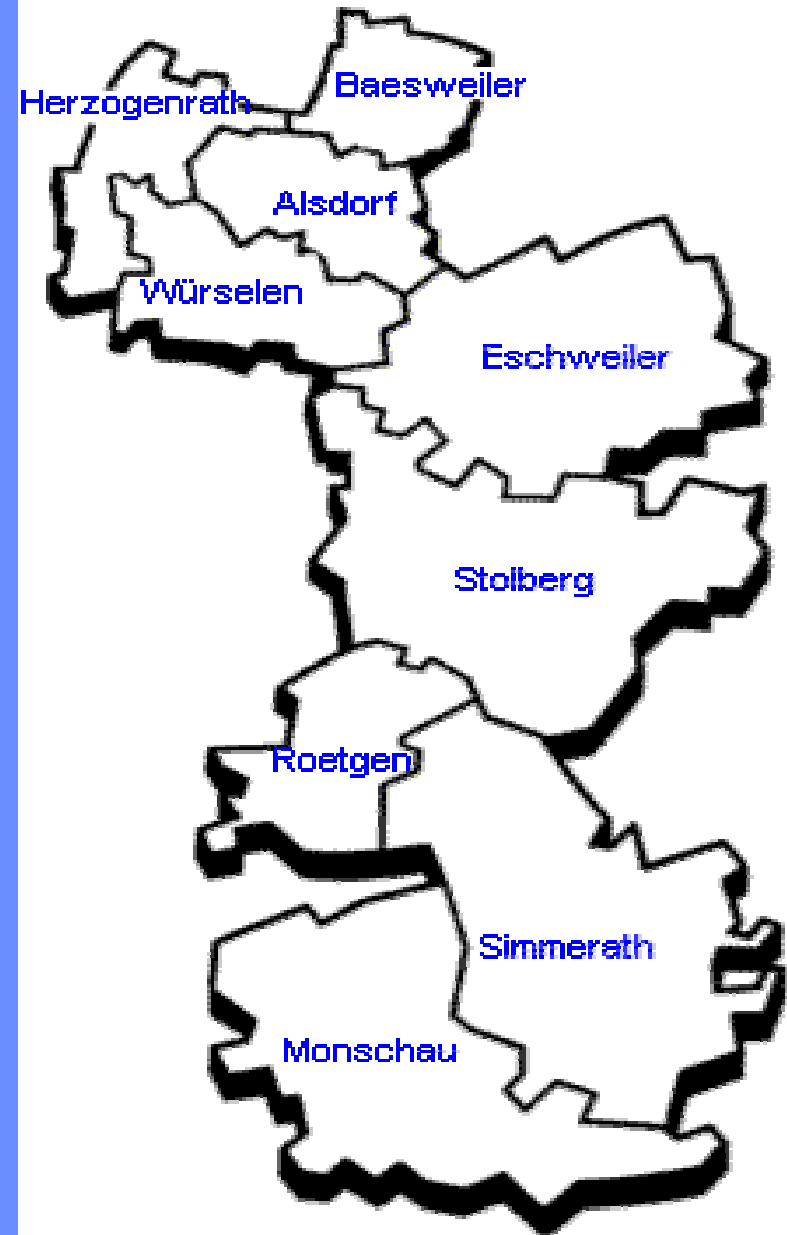 Baesweiler
Herzogenrath
Alsdorf
Würselen
Eschweiler
Stolberg
Roetgen
Simmerath
Monschau